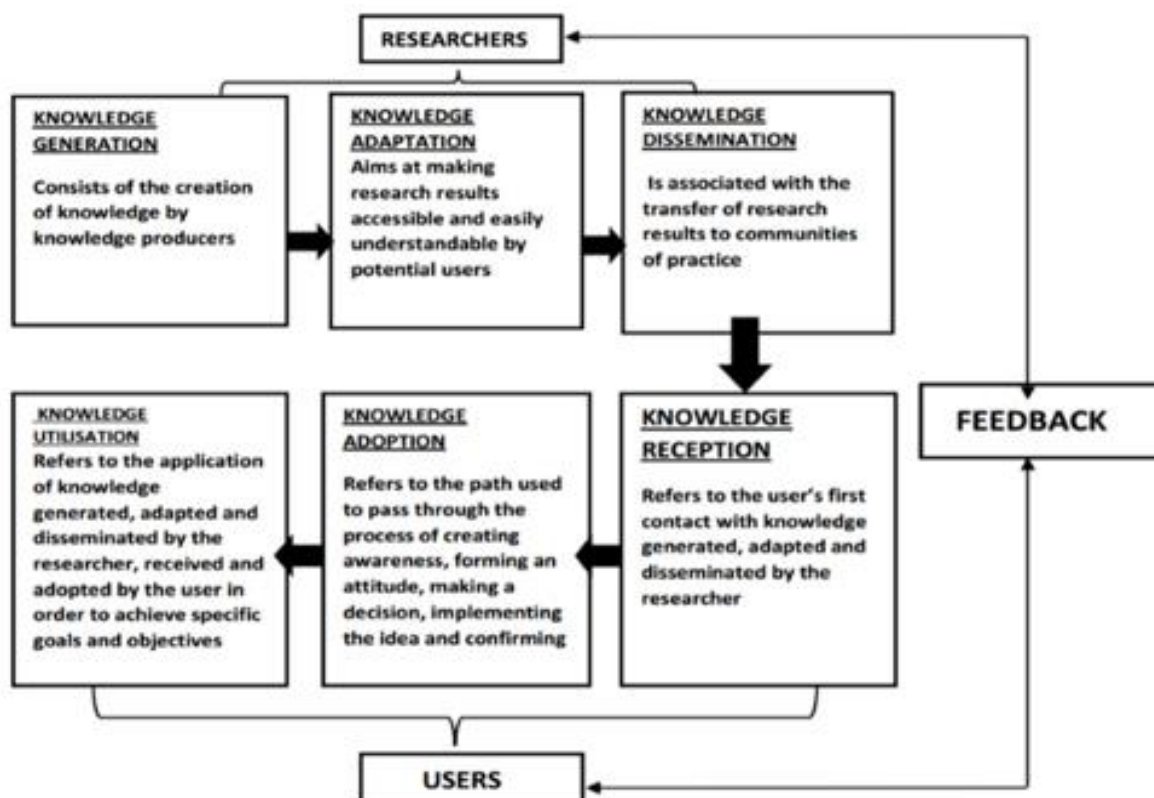 RESEARCHERS
KNOWLEDGE
GENERATION
Consists of the creation
of knowledge by
knowledge producers
KNOWLEDGE
ADAPTATION
Aims at making
research results
accessible and easily
understandable by
potential users
KNOWLEDGE
DISSEMINATION
Is associated with the
transfer of research
results to communities
of practice
KNOWLEDGE
UTILISATION
Refers to the application
of knowledge
generated, adapted and
disseminated by the
researcher, received and
adopted by the user in
order to achieve specific
goals and objectives
KNOWLEDGE
ADOPTION
Refers to the path used
to pass through the
process of creating
awareness, forming an
attitude, making a
decision, implementing
the idea and confirming
KNOWLEDGE
RECEPTION
Refers to the user's first
contact with knowledge
generated, adapted and
disseminated by the
researcher
FEEDBACK
USERS